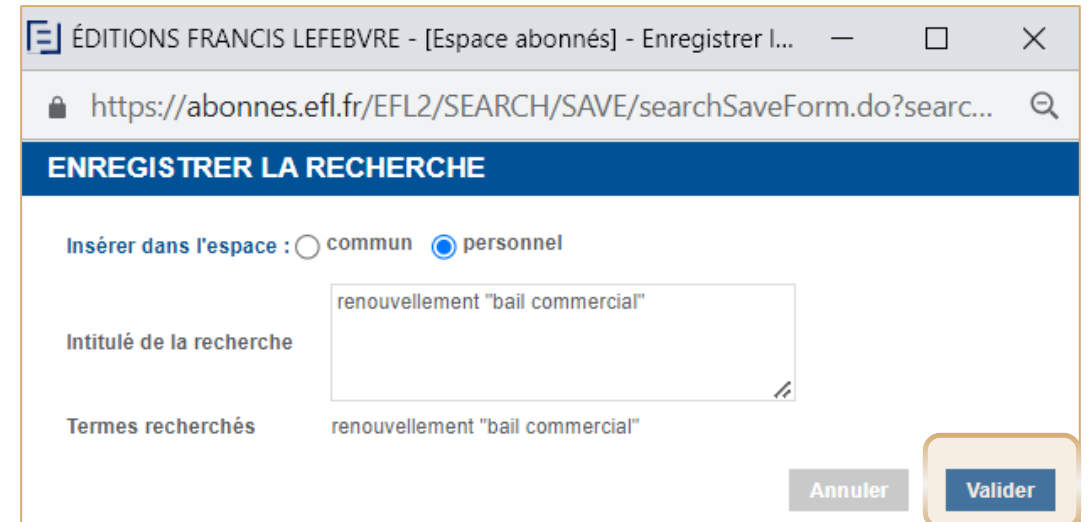 ÉDITIONS FRANCIS LEFEBVRE - [Espace abonnés] - Enregistrer l...
https://abonnes.efl.fr/EFL2/SEARCH/SAVE/searchSaveForm.do?searc...
ENREGISTRER LA RECHERCHE
Insérer dans l'espace : commun personnel
renouvellement "bail commercial"
Intitulé de la recherche
Termes recherchés renouvellement "bail commercial"
Annuler Valider